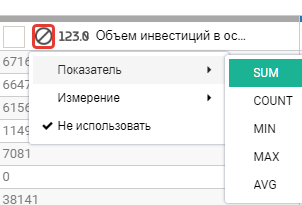 123.0 Объем инвестиций в ос...
6716
Показатель
SUM
6647
Измерение
COUNT
6156
MIN
1149
Не использовать
MAX
7081
AVG
0
38141